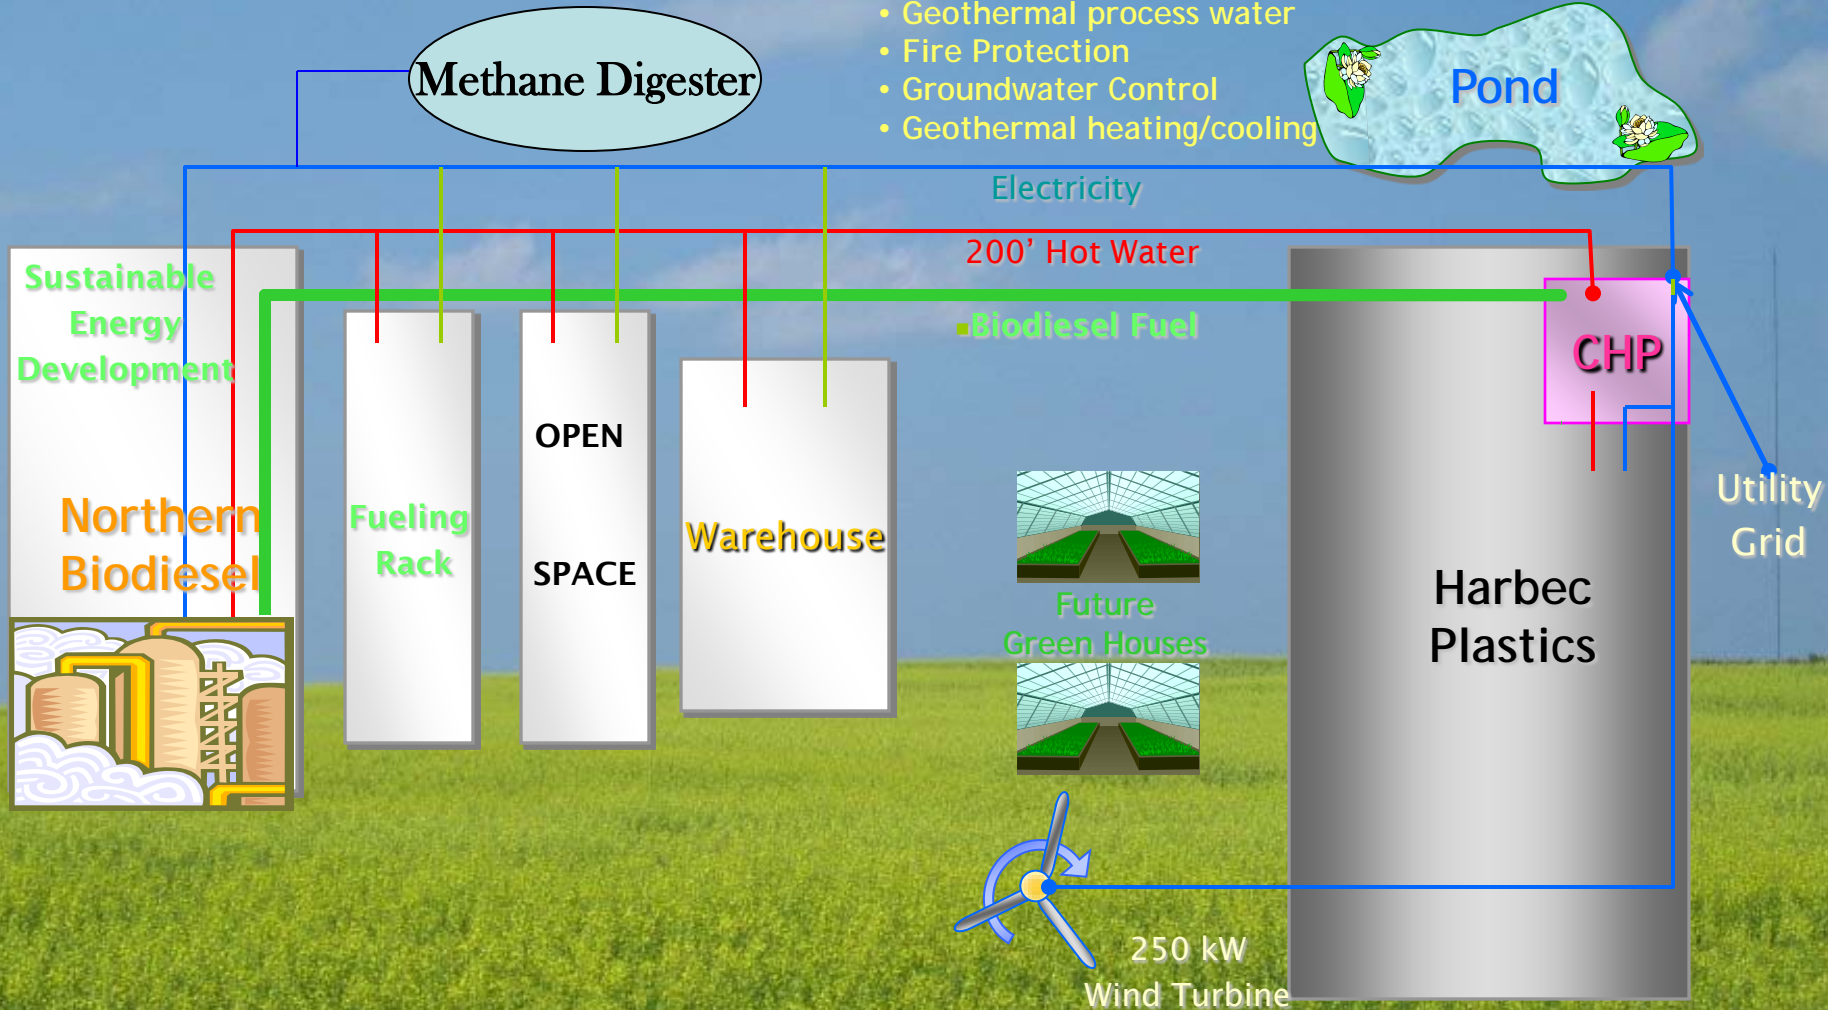 • Geothermal process water
• Fire Protection
• Groundwater Control
• Geothermal heating/cooling
Methane Digester
Pond
Electricity
200’ Hot Water
Biodiesel Fuel
Sustainable
Energy
Development
CHP
OPEN
SPACE
Northern
Biodiesel
Fueling
Rack
Warehouse
Utility
Grid
Future
Green Houses
Harbec
Plastics
250 kW
Wind Turbine